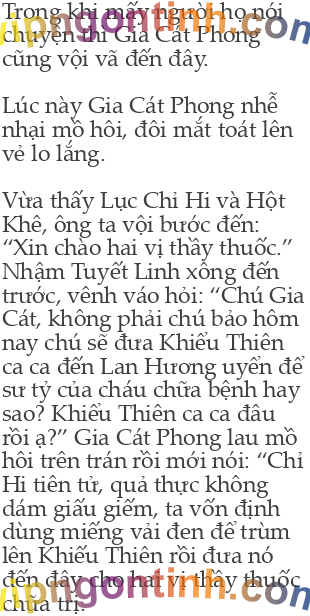 Trong khi mấy người họ nói
chuyện thì Gia Cát Phong
cũng vội vã đến đây.
Lúc này Gia Cát Phong nhễ
nhại mồ hôi, đôi mắt toát lên
vẻ lo lắng.
Vừa thấy Lục Chỉ Hi và Hột
Khê, ông ta vội bước đến:
“Xin chào hai vị thầy thuốc.”
Nhậm Tuyết Linh xông đến
trước, vênh váo hỏi: “Chú Gia
Cát, không phải chú bảo hôm
nay chú sẽ đưa Khiếu Thiên
ca ca đến Lan Hương uyển để
sư tỷ của cháu chữa bệnh hay
sao? Khiếu Thiên ca ca đâu
rồi ạ?” Gia Cát Phong lau mồ
hôi trên trán rồi mới nói: “Chỉ
Hi tiên tử, quả thực không
dám giấu giếm, ta vốn định
dùng miếng vải đen để trùm
lên Khiếu Thiên rồi đưa nó
đến đây cho hai vị thầy thuốc
chữa trị.
vipngontinh.com
vipngontinh.com